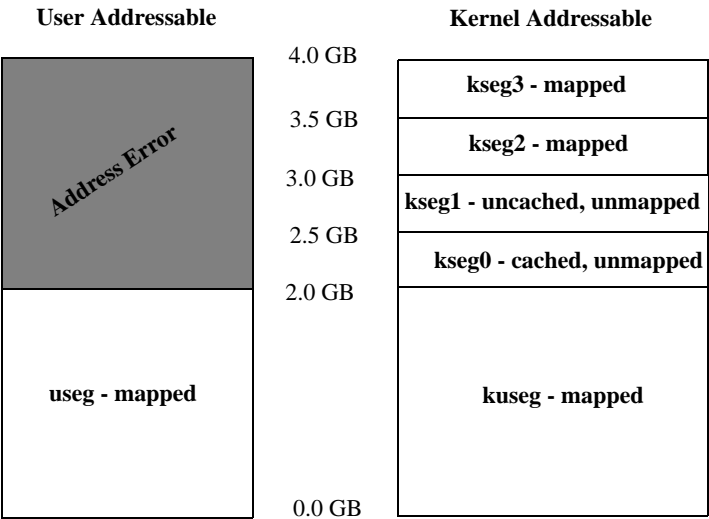 User Addressable
Kernel Addressable
4.0 GB
kseg3 - mapped
3.5 GB
kseg2 - mapped
Address Error
3.0 GB
kseg1 - uncached, unmapped
2.5 GB
kseg0 - cached, unmapped
2.0 GB
useg - mapped
kuseg - mapped
0.0 GB